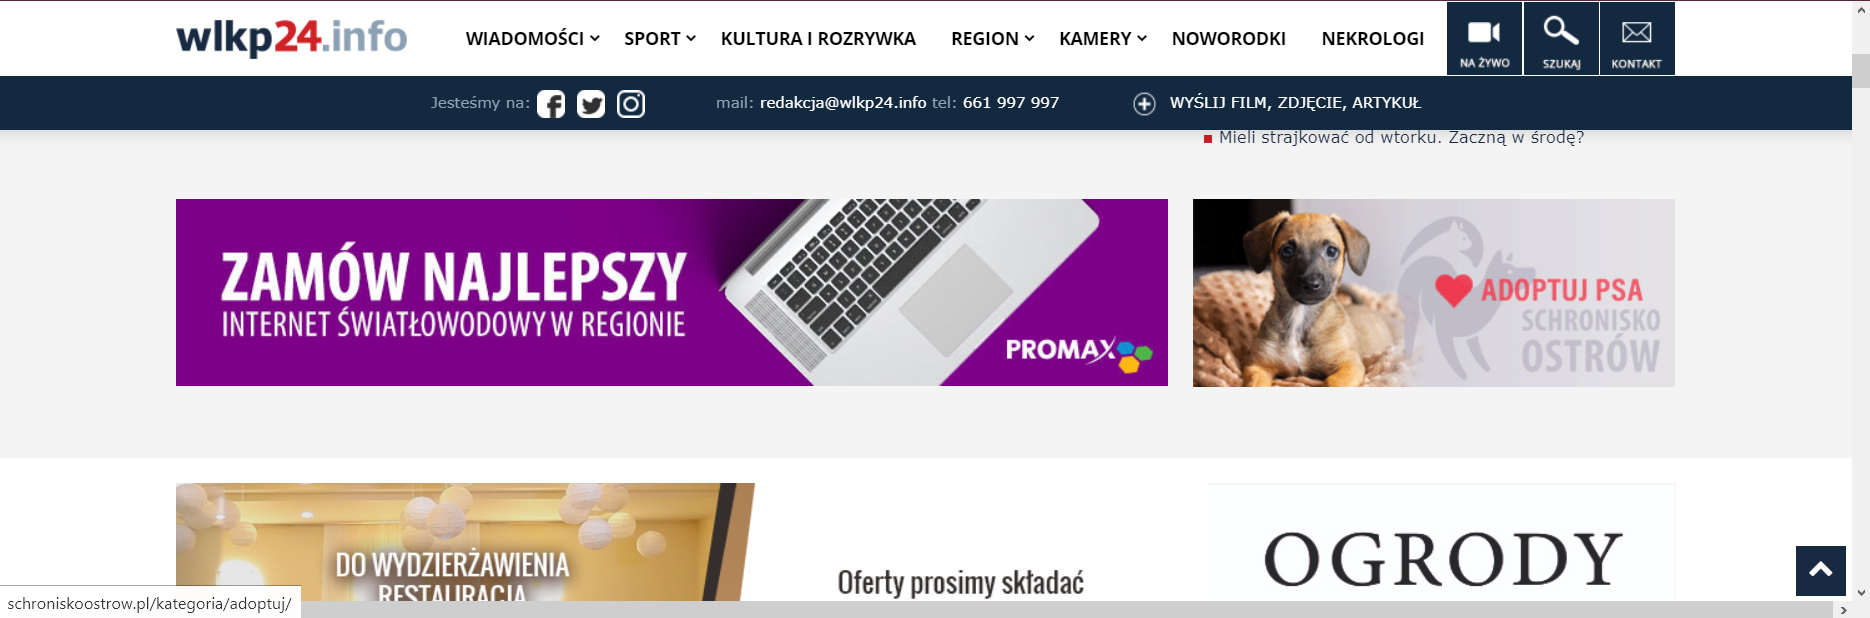 wlkp24.info
WIADOMOŚCI SPORT KULTURA I ROZRYWKA REGION KAMERY NOWORODKI NEKROLOGI
NA ŻYWO SZUKAJ KONTAKT
Jesteśmy na: mail: redakcja@wlkp24.info tel: 661 997 997 WYŚLIJ FILM, ZDJĘCIE, ARTYKUŁ
Mieli strajkować od wtorku. Zaczną w środę?
ZAMÓW NAJLEPSZY
INTERNET ŚWIATŁOWODOWY W REGIONIE
PROMAX
ADOPTUJ PSA
SCHRONISKO
OSTRÓW
DO WYDZIERŻAWIENIA
RESTAURACJA
Oferty prosimy składać
OGRODY
schroniskoostrow.pl/kategoria/adoptuj/